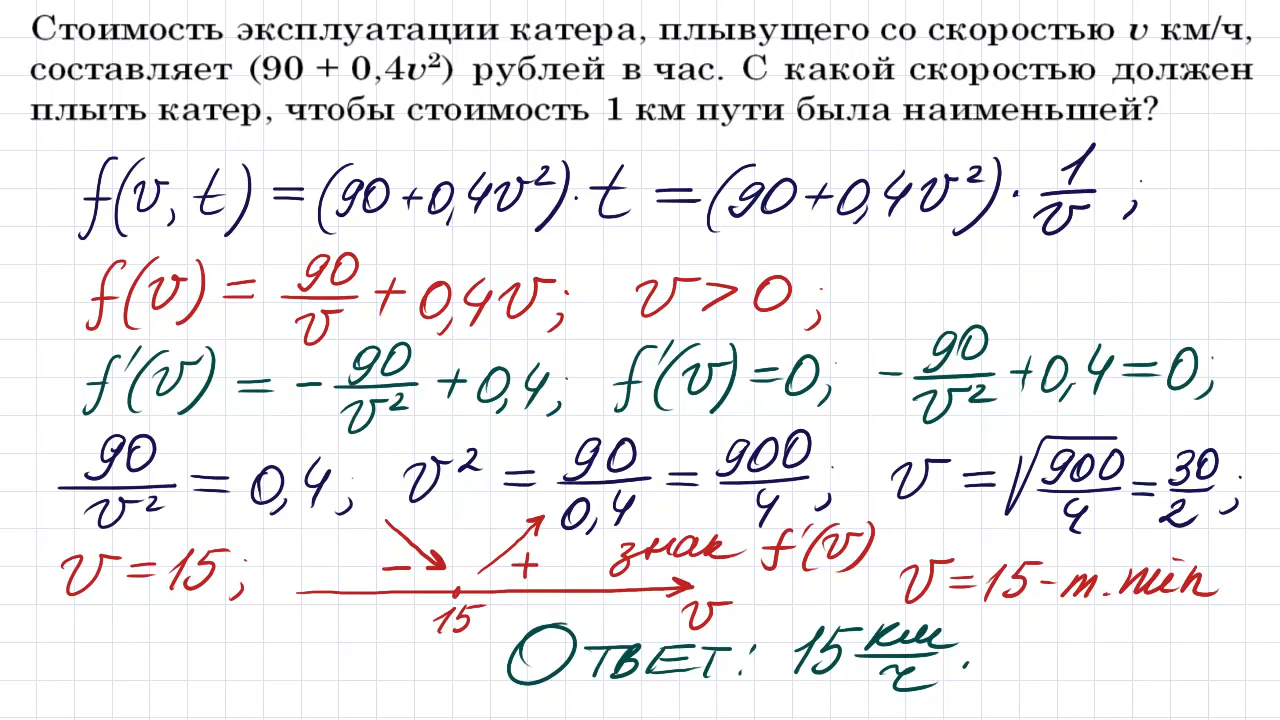 Стоимость эксплуатации катера, плывущего со скоростью v км/ч,
составляет (90 + 0,4v²) рублей в час. С какой скоростью должен
плыть катер, чтобы стоимость 1 км пути была наименьшей?
f(v, t) = (90+0,4v²)·t = (90+0,4v²)·1/v ;
f(v) = 90/v + 0,4v; v > 0 ;
f'(v) = -90/v² + 0,4; f'(v)=0; -90/v² + 0,4 = 0;
90/v² = 0,4; v² = 90/0,4 = 900/4; v = √(900/4) = 30/2;
v = 15; - + знак f'(v) v = 15 - т. min
15 v
Ответ: 15 км/ч.